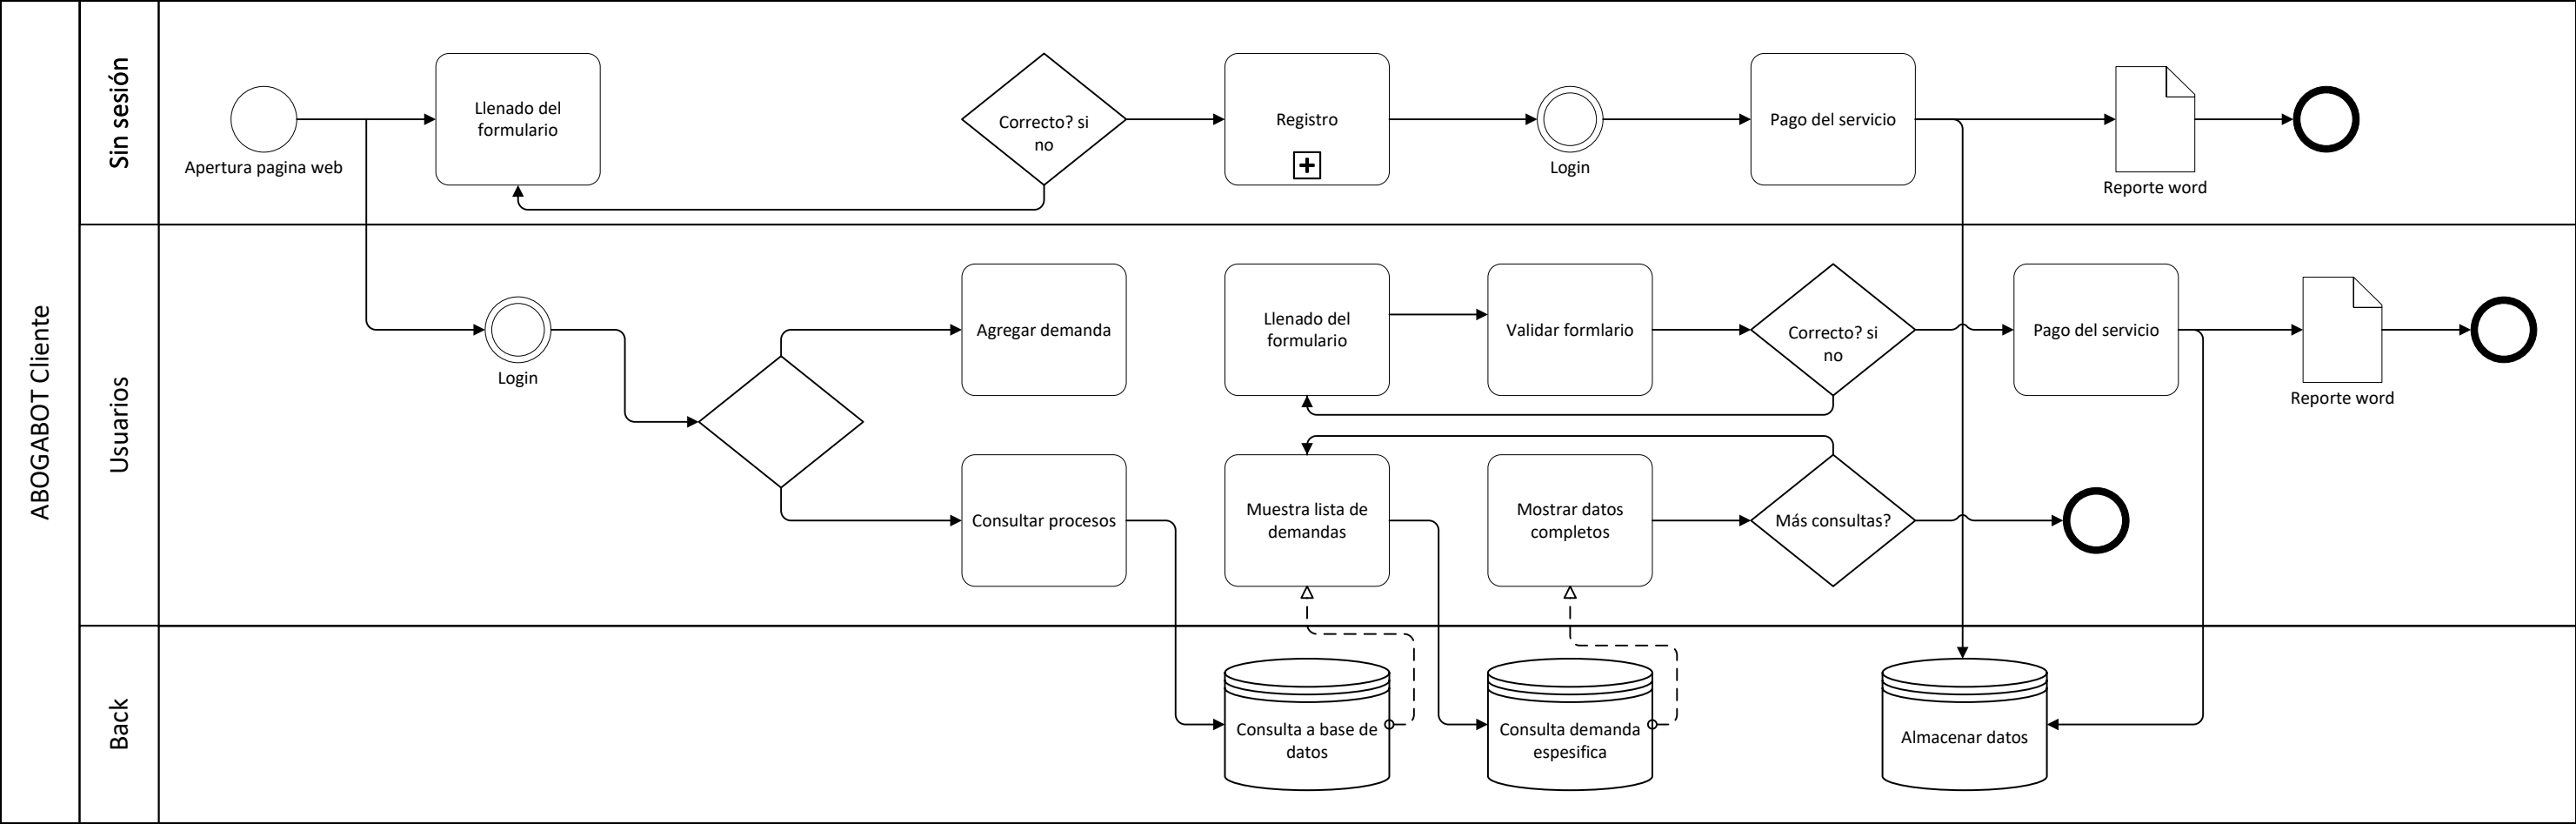 ABOGABOT Cliente
Sin sesión
Apertura pagina web
Llenado del
formulario
Correcto? si
no
Registro
Login
Pago del servicio
Reporte word
Usuarios
Login
Agregar demanda
Llenado del
formulario
Validar formlario
Correcto? si
no
Pago del servicio
Reporte word
Consultar procesos
Muestra lista de
demandas
Mostrar datos
completos
Más consultas?
Back
Consulta a base de
datos
Consulta demanda
espesifica
Almacenar datos